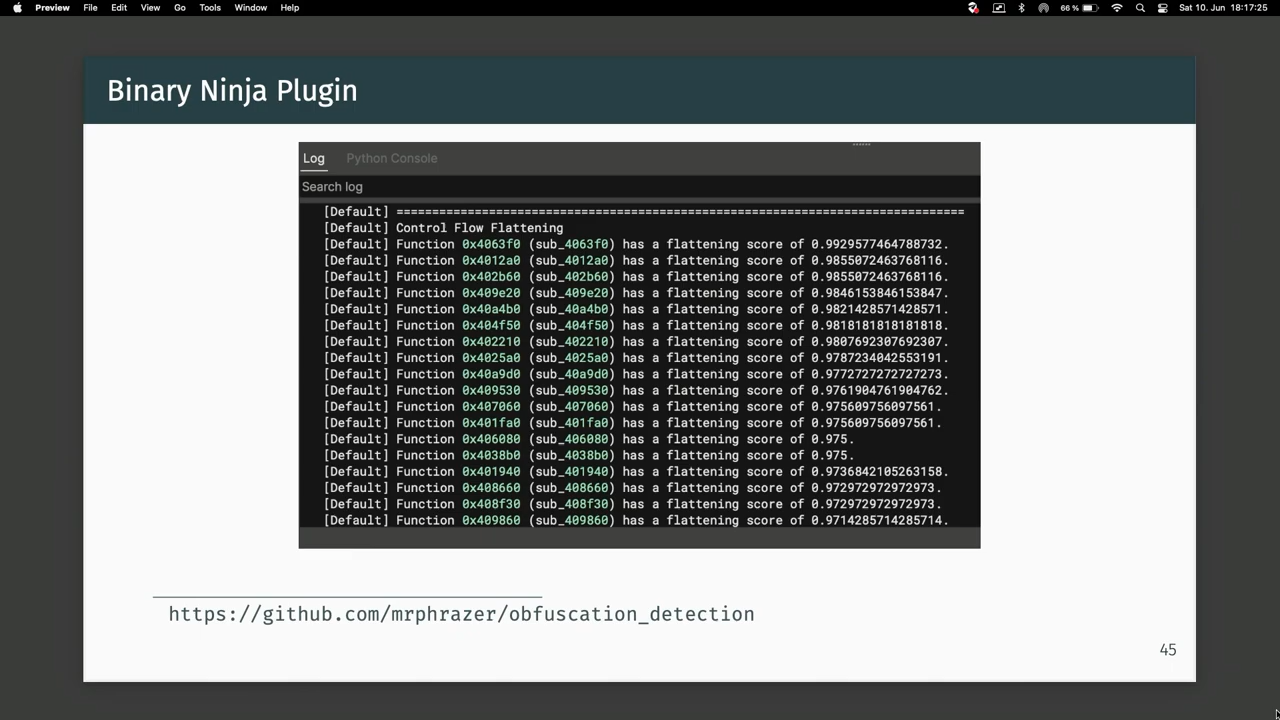 Preview File Edit View Go Tools Window Help 66 % Sat 10. Jun 18:17:25
Binary Ninja Plugin
Log Python Console
Search log
[Default] ==============================================================================
[Default] Control Flow Flattening
[Default] Function 0x4063f0 (sub_4063f0) has a flattening score of 0.9929577464788732.
[Default] Function 0x4012a0 (sub_4012a0) has a flattening score of 0.9855072463768116.
[Default] Function 0x402b60 (sub_402b60) has a flattening score of 0.9855072463768116.
[Default] Function 0x409e20 (sub_409e20) has a flattening score of 0.9846153846153847.
[Default] Function 0x40a4b0 (sub_40a4b0) has a flattening score of 0.9821428571428571.
[Default] Function 0x404f50 (sub_404f50) has a flattening score of 0.9818181818181818.
[Default] Function 0x402210 (sub_402210) has a flattening score of 0.9807692307692307.
[Default] Function 0x4025a0 (sub_4025a0) has a flattening score of 0.9787234042553191.
[Default] Function 0x40a9d0 (sub_40a9d0) has a flattening score of 0.9772727272727273.
[Default] Function 0x409530 (sub_409530) has a flattening score of 0.9761904761904762.
[Default] Function 0x407060 (sub_407060) has a flattening score of 0.975609756097561.
[Default] Function 0x401fa0 (sub_401fa0) has a flattening score of 0.975609756097561.
[Default] Function 0x406080 (sub_406080) has a flattening score of 0.975.
[Default] Function 0x4038b0 (sub_4038b0) has a flattening score of 0.975.
[Default] Function 0x401940 (sub_401940) has a flattening score of 0.9736842105263158.
[Default] Function 0x408660 (sub_408660) has a flattening score of 0.972972972972973.
[Default] Function 0x408f30 (sub_408f30) has a flattening score of 0.972972972972973.
[Default] Function 0x409860 (sub_409860) has a flattening score of 0.9714285714285714.
https://github.com/mrphrazer/obfuscation_detection
45